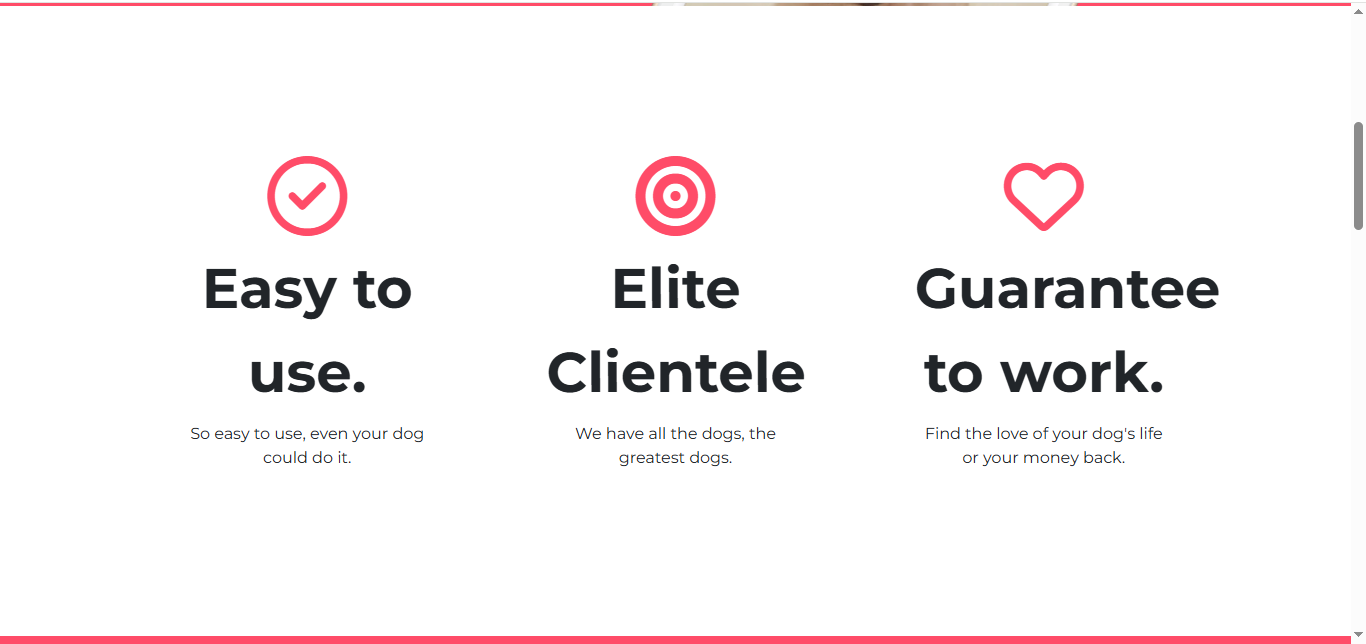 Easy to
use.
So easy to use, even your dog
could do it.
Elite
Clientele
We have all the dogs, the
greatest dogs.
Guarantee
to work.
Find the love of your dog's life
or your money back.